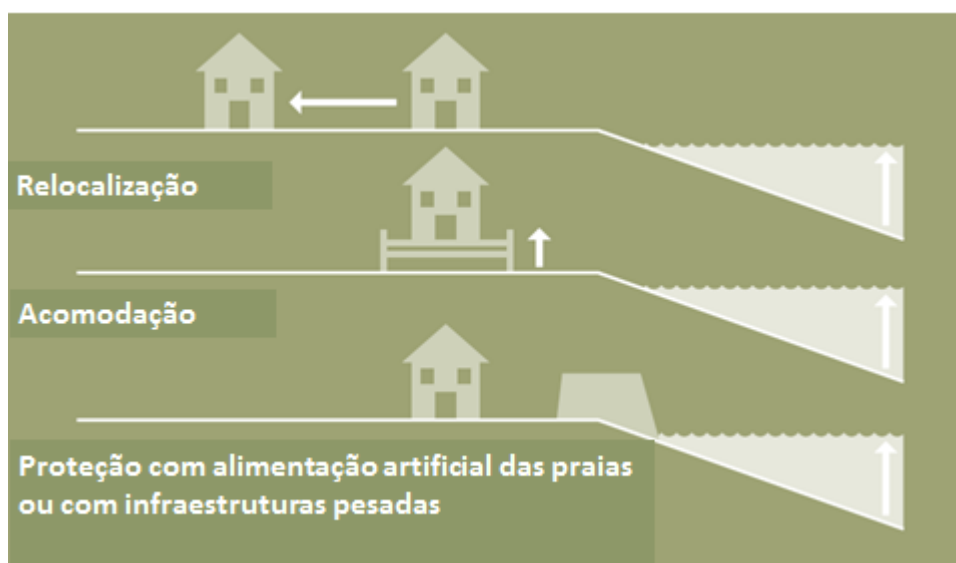 Relocalização
Acomodação
Proteção com alimentação artificial das praias
ou com infraestruturas pesadas